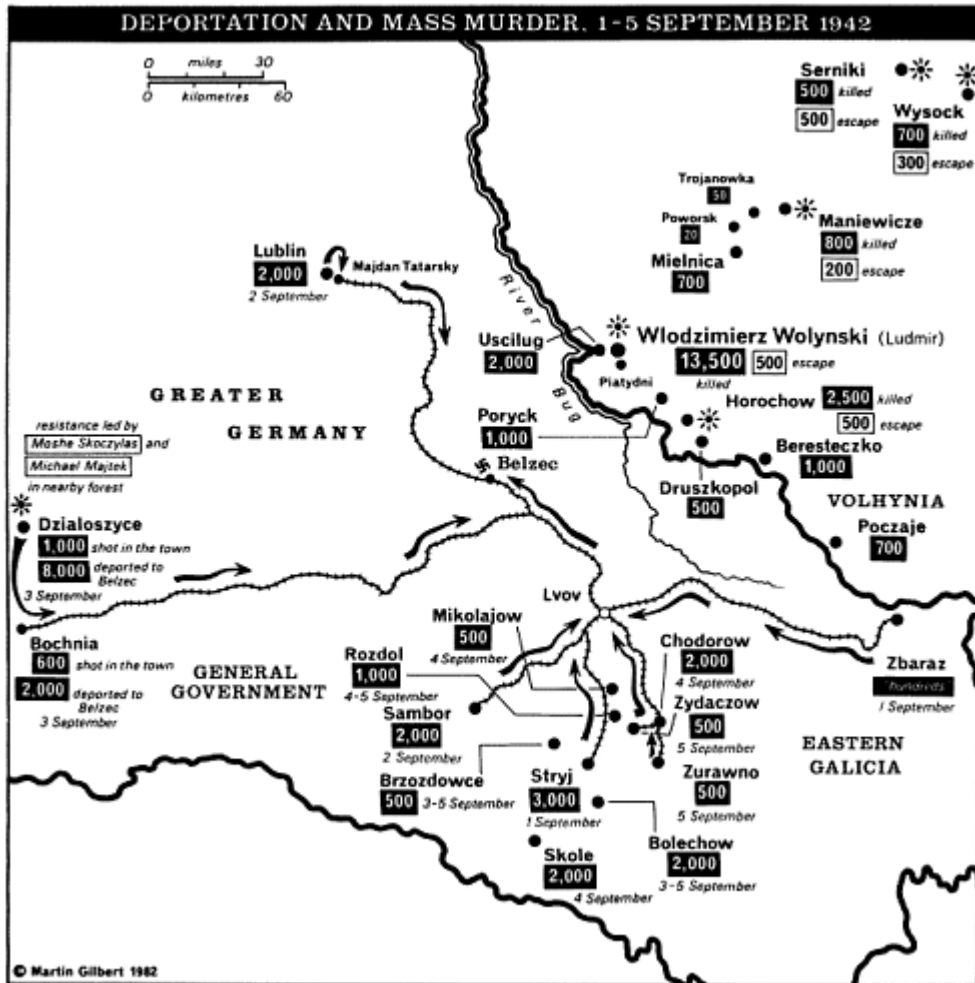 DEPORTATION AND MASS MURDER, 1-5 SEPTEMBER 1942
0 miles 30
0 kilometres 60
Serniki
500 killed
500 escape
Wysock
700 killed
300 escape
Trojanowka
50
Poworsk
20
Mielnica
700
Maniewicze
800 killed
200 escape
Lublin
2,000
2 September
Majdan Tatarsky
River
Bug
Uscilug
2,000
Wlodzimierz Wolynski (Ludmir)
13,500 500 escape
killed
Piatydni
GREATER
GERMANY
Poryck
1,000
Horochow 2,500 killed
500
escape
Beresteczko
1,000
Belzec
Druszkopol
500
VOLHYNIA
Poczaje
700
resistance led by
Moshe Skoczylas and
Michael Majtek
in nearby forest
Dzialoszyce
1,000 shot in the town
8,000 deported to
Belzec
3 September
Bochnia
600 shot in the town
2,000 deported to
Belzec
3 September
GENERAL
GOVERNMENT
Lvov
Mikolajow
500
4 September
Rozdol
1,000
4-5 September
Sambor
2,000
2 September
Brzozdowce
500 3-5 September
Stryj
3,000
1 September
Skole
2,000
4 September
Chodorow
2,000
4 September
Zydaczow
500
5 September
Zurawno
500
5 September
Bolechow
2,000
3-5 September
Zbaraz
"hundreds"
1 September
EASTERN
GALICIA
© Martin Gilbert 1982